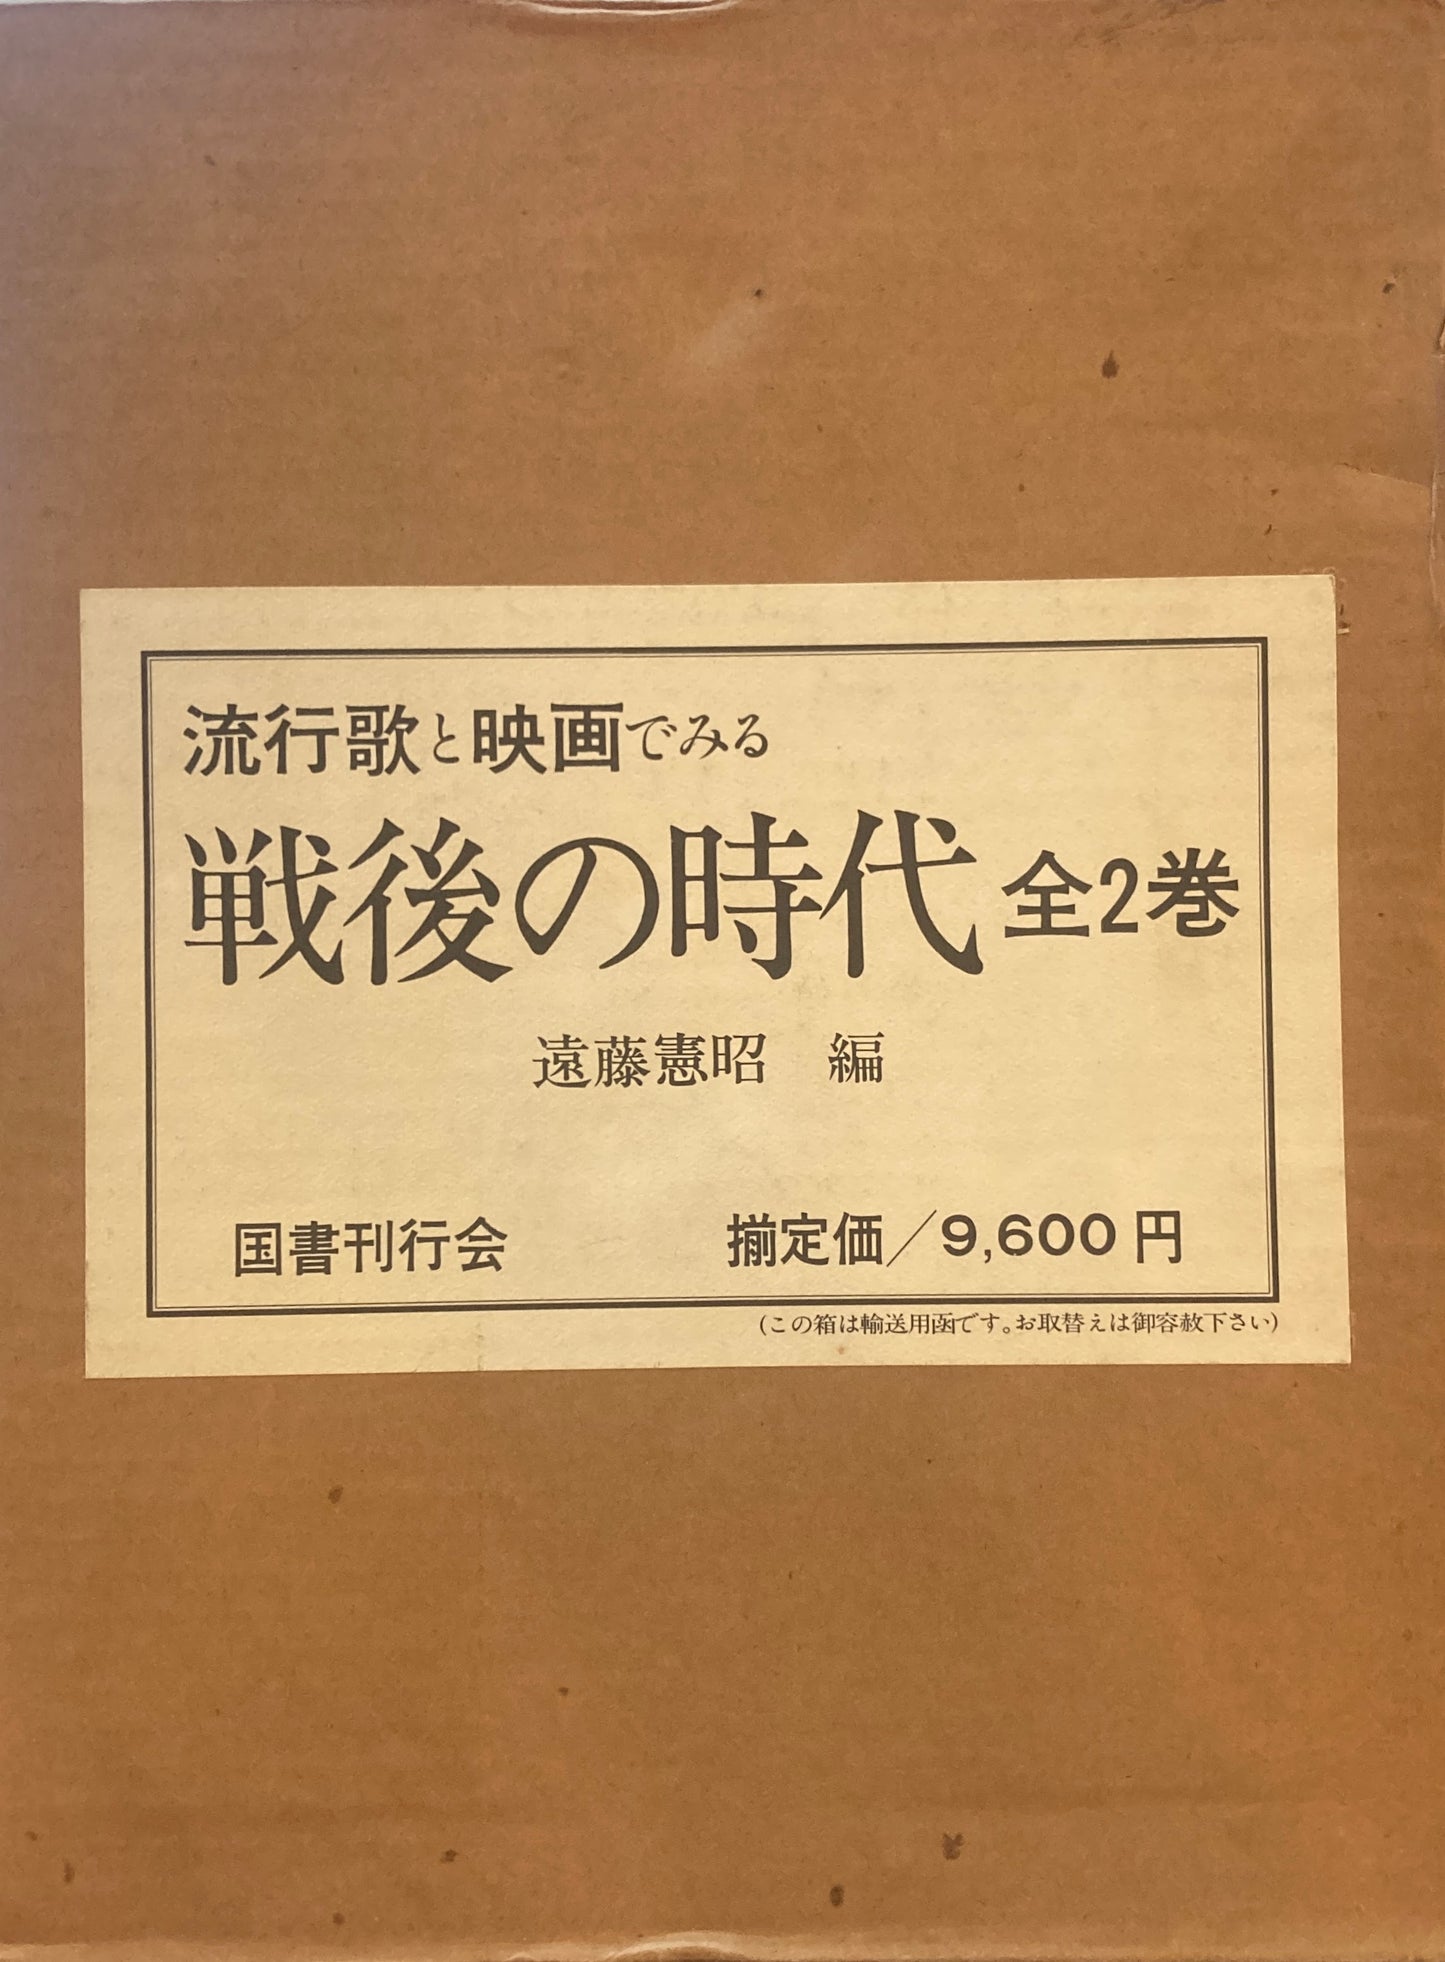 流行歌と映画でみる
戦後の時代 全2巻
遠藤憲昭　編
国書刊行会
揃定価／9,600円
(この箱は輸送用函です。お取替えは御容赦下さい)